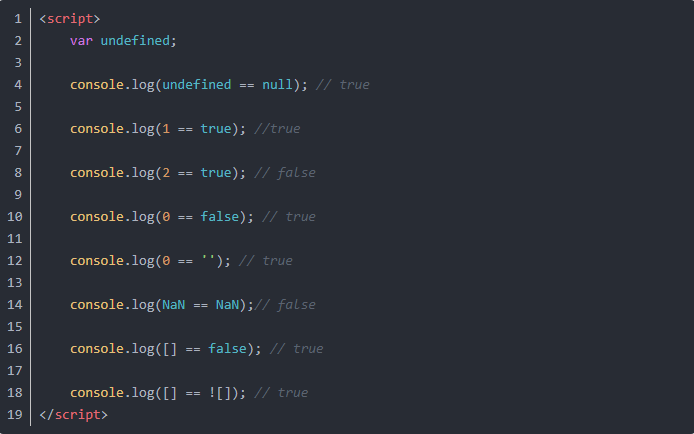 1 <script>
2 var undefined;
3
4 console.log(undefined == null); // true
5
6 console.log(1 == true); //true
7
8 console.log(2 == true); // false
9
10 console.log(0 == false); // true
11
12 console.log(0 == ''); // true
13
14 console.log(NaN == NaN);// false
15
16 console.log([] == false); // true
17
18 console.log([] == ![]); // true
19 </script>